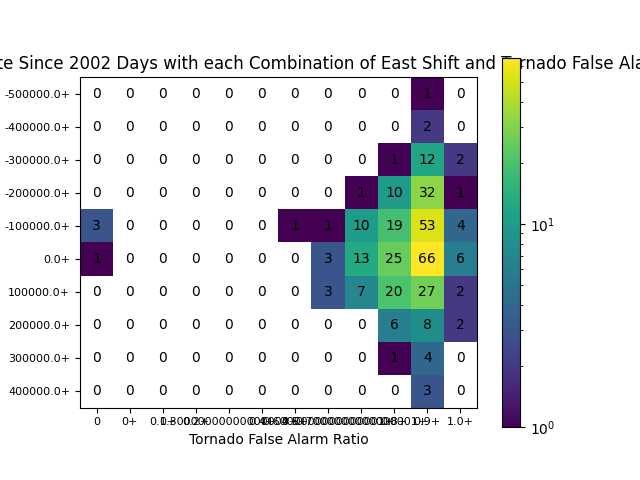 te Since 2002 Days with each Combination of East Shift and Tornado False Ala
-500000.0+ 0 0 0 0 0 0 0 0 0 0 1 0
-400000.0+ 0 0 0 0 0 0 0 0 0 0 2 0
-300000.0+ 0 0 0 0 0 0 0 0 0 1 12 2
-200000.0+ 0 0 0 0 0 0 0 0 1 10 32 1
-100000.0+ 3 0 0 0 0 0 1 1 10 19 53 4
0.0+ 1 0 0 0 0 0 0 3 13 25 66 6
100000.0+ 0 0 0 0 0 0 0 3 7 20 27 2
200000.0+ 0 0 0 0 0 0 0 0 0 6 8 2
300000.0+ 0 0 0 0 0 0 0 0 0 1 4 0
400000.0+ 0 0 0 0 0 0 0 0 0 0 3 0
0 0+ 0.9+ 1.0+
Tornado False Alarm Ratio
10¹
10⁰